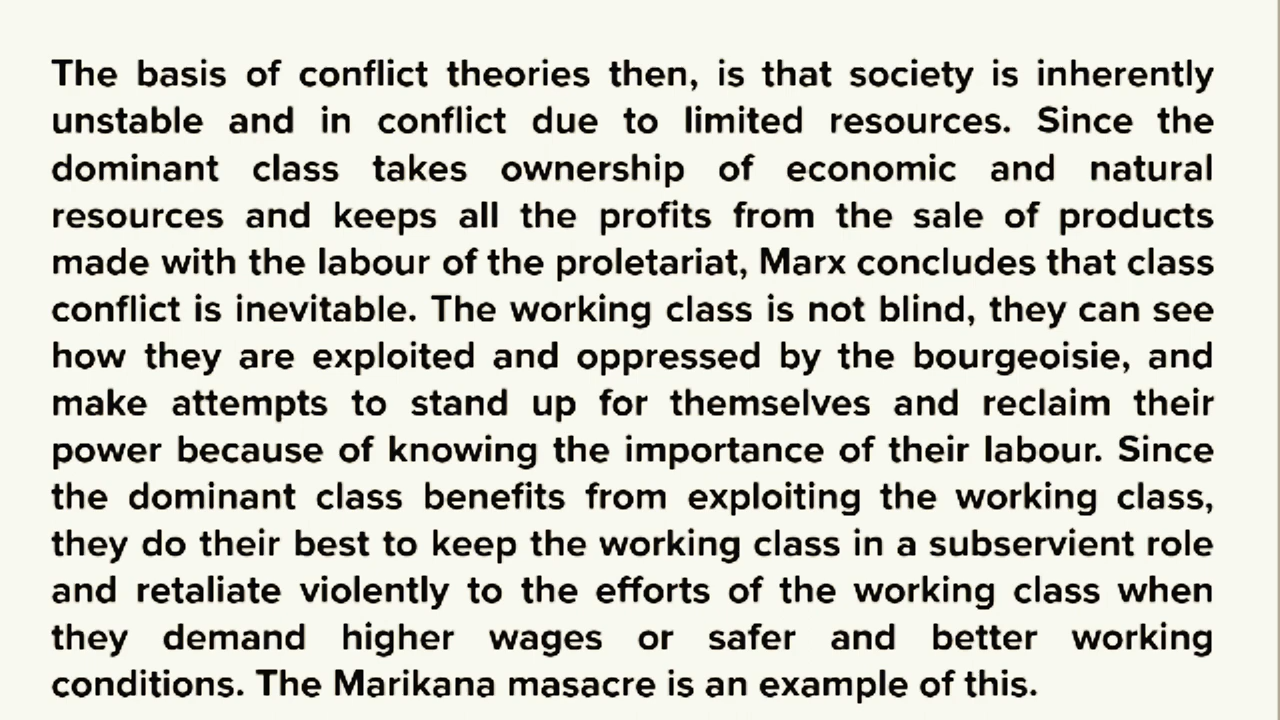 The basis of conflict theories then, is that society is inherently
unstable and in conflict due to limited resources. Since the
dominant class takes ownership of economic and natural
resources and keeps all the profits from the sale of products
made with the labour of the proletariat, Marx concludes that class
conflict is inevitable. The working class is not blind, they can see
how they are exploited and oppressed by the bourgeoisie, and
make attempts to stand up for themselves and reclaim their
power because of knowing the importance of their labour. Since
the dominant class benefits from exploiting the working class,
they do their best to keep the working class in a subservient role
and retaliate violently to the efforts of the working class when
they demand higher wages or safer and better working
conditions. The Marikana masacre is an example of this.